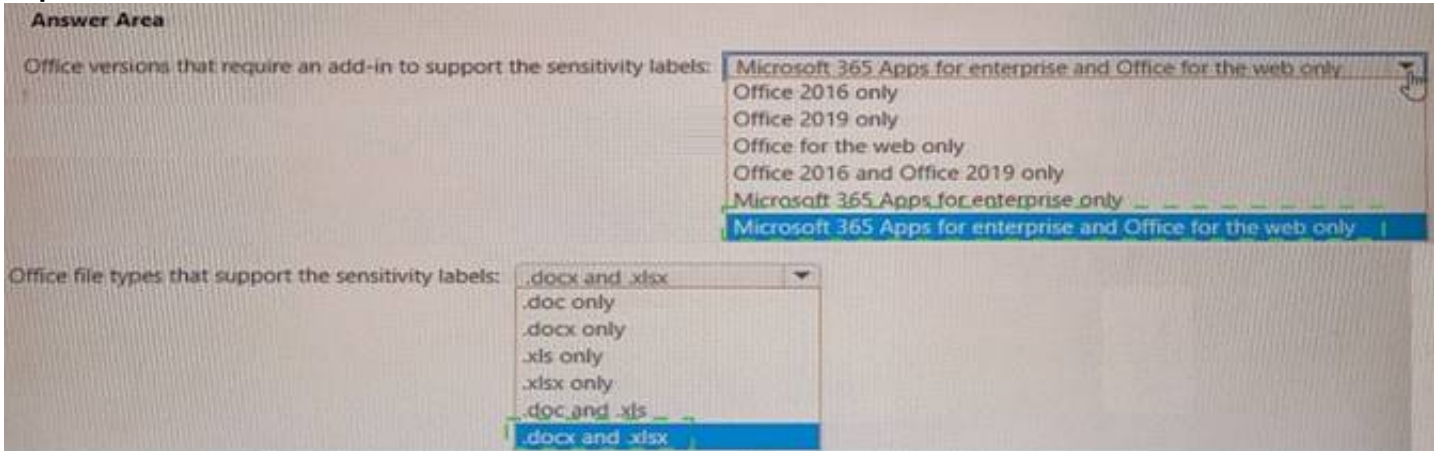 Answer Area
Office versions that require an add-in to support the sensitivity labels: Microsoft 365 Apps for enterprise and Office for the web only
Office 2016 only
Office 2019 only
Office for the web only
Office 2016 and Office 2019 only
Microsoft 365 Apps for enterprise only
Microsoft 365 Apps for enterprise and Office for the web only
Office file types that support the sensitivity labels: .docx and .xlsx
.doc only
.docx only
.xls only
.xlsx only
.doc and .xls
.docx and .xlsx